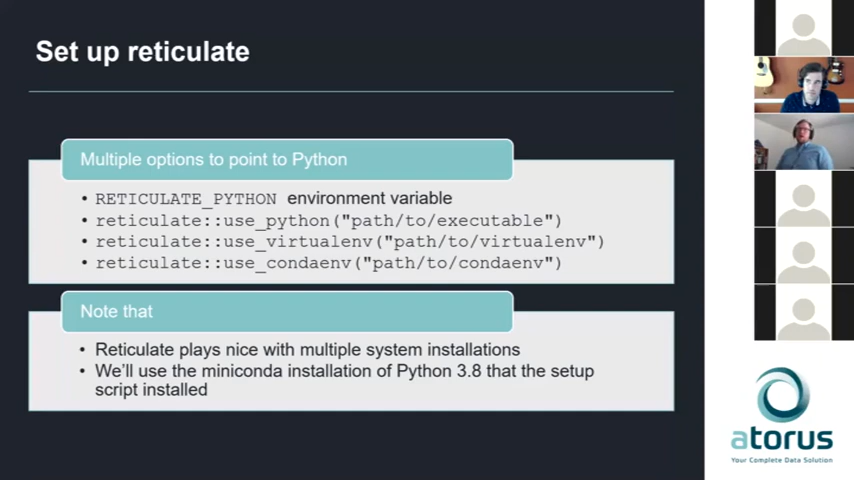 Set up reticulate
Multiple options to point to Python
• RETICULATE_PYTHON environment variable
• reticulate::use_python("path/to/executable")
• reticulate::use_virtualenv("path/to/virtualenv")
• reticulate::use_condaenv("path/to/condaenv")
Note that
• Reticulate plays nice with multiple system installations
• We'll use the miniconda installation of Python 3.8 that the setup
script installed
atorus
Your Complete Data Solution